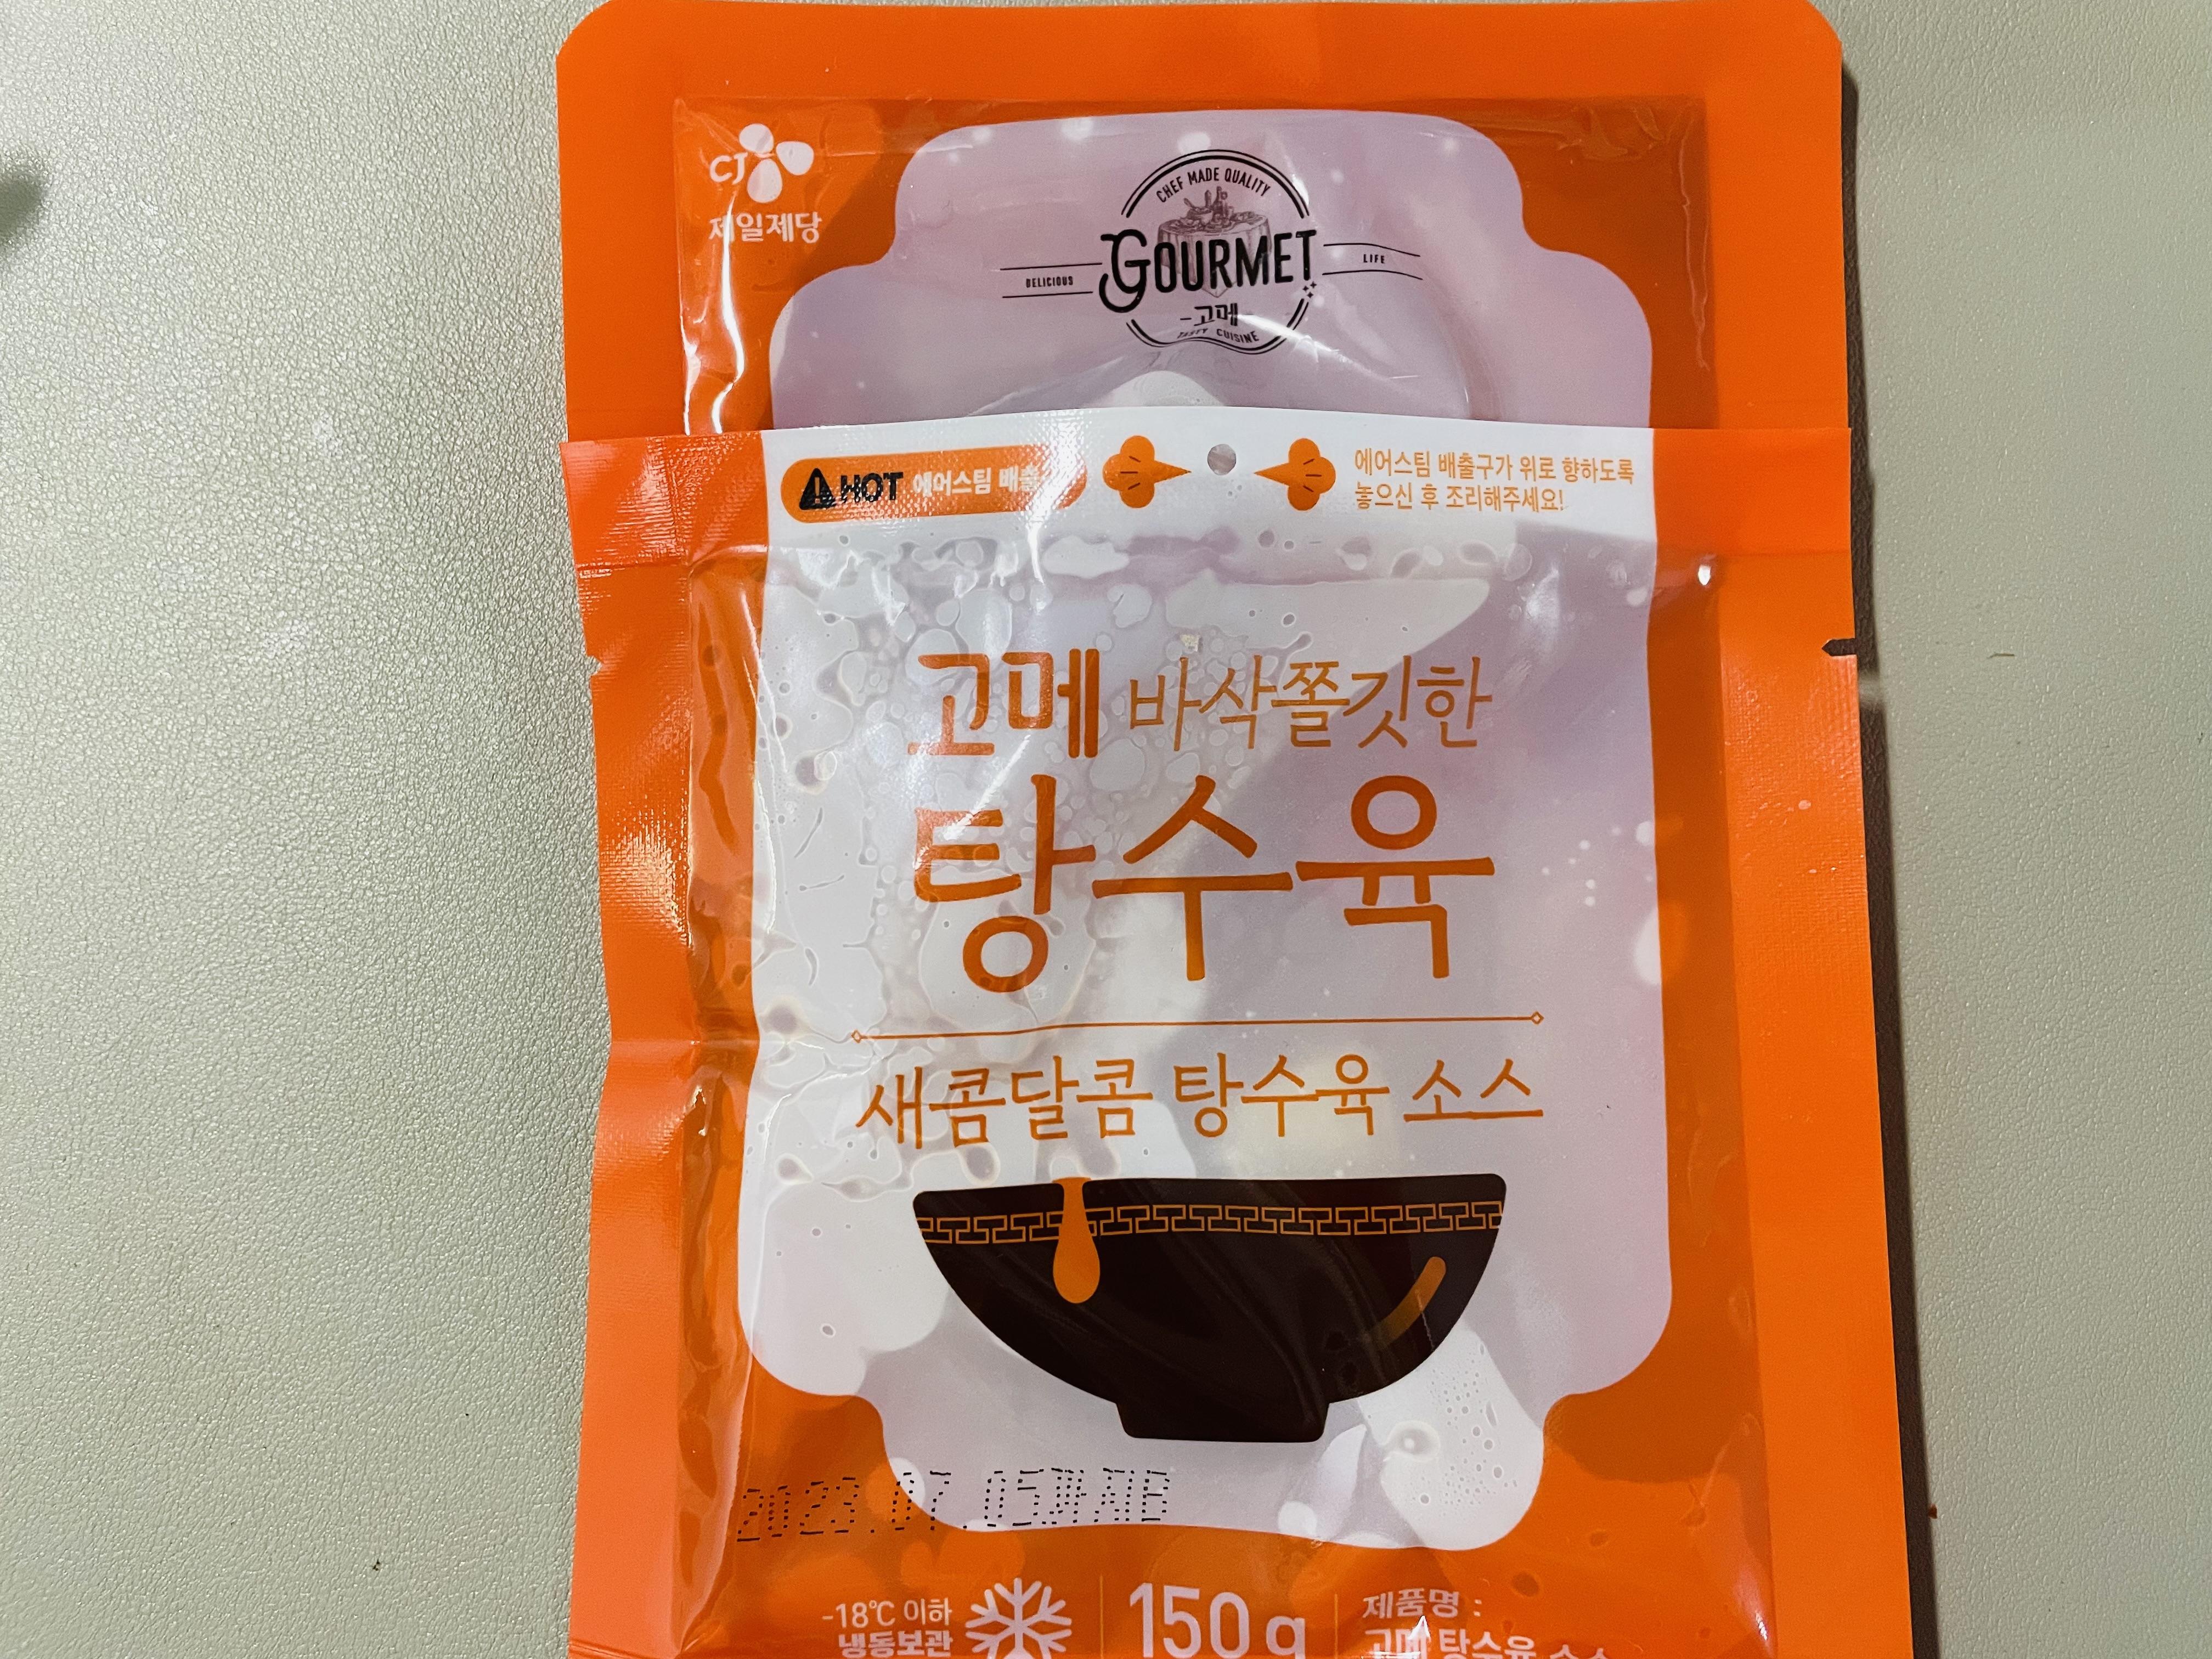 CJ
제일제당
CHEF MADE QUALITY
DELICIOUS
GOURMET
LIFE
-고메-
TASTY CUISINE
HOT 에어스팀
에어스팀 배출구가 위로 향하도록
놓으신 후 조리해주세요!
고메 바삭쫄깃한
탕수육
새콤달콤 탕수육 소스
2023.07.05까지B
-18℃ 이하
냉동보관
150g
제품명 :
고메 탕수육 소스